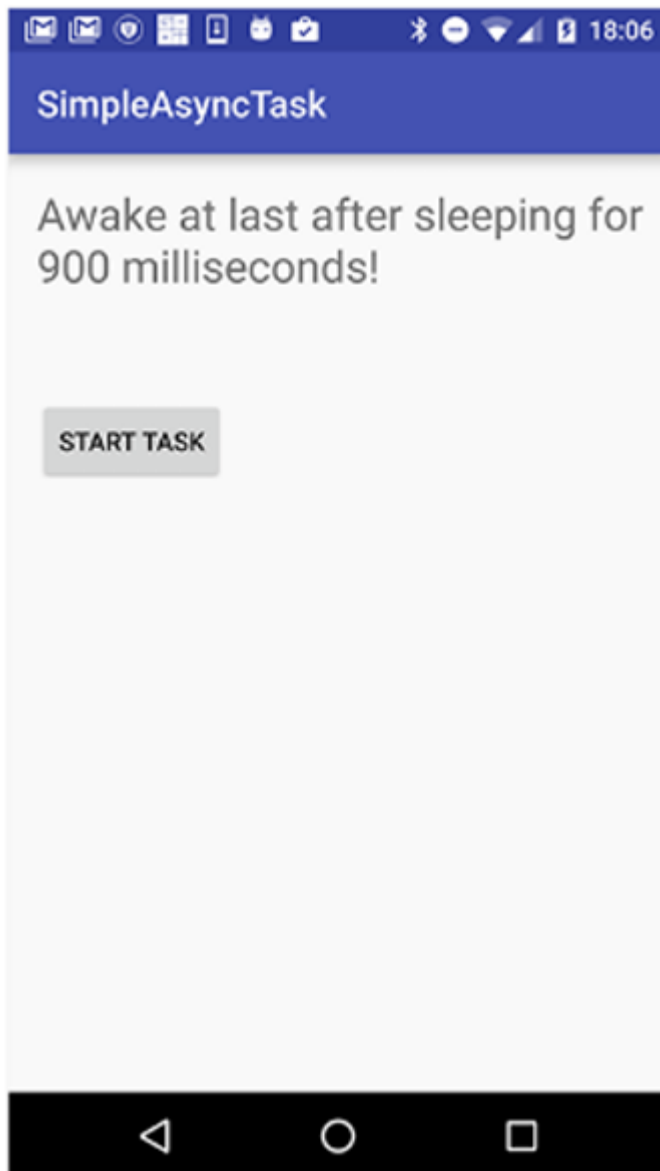 18:06
SimpleAsyncTask
Awake at last after sleeping for
900 milliseconds!
START TASK